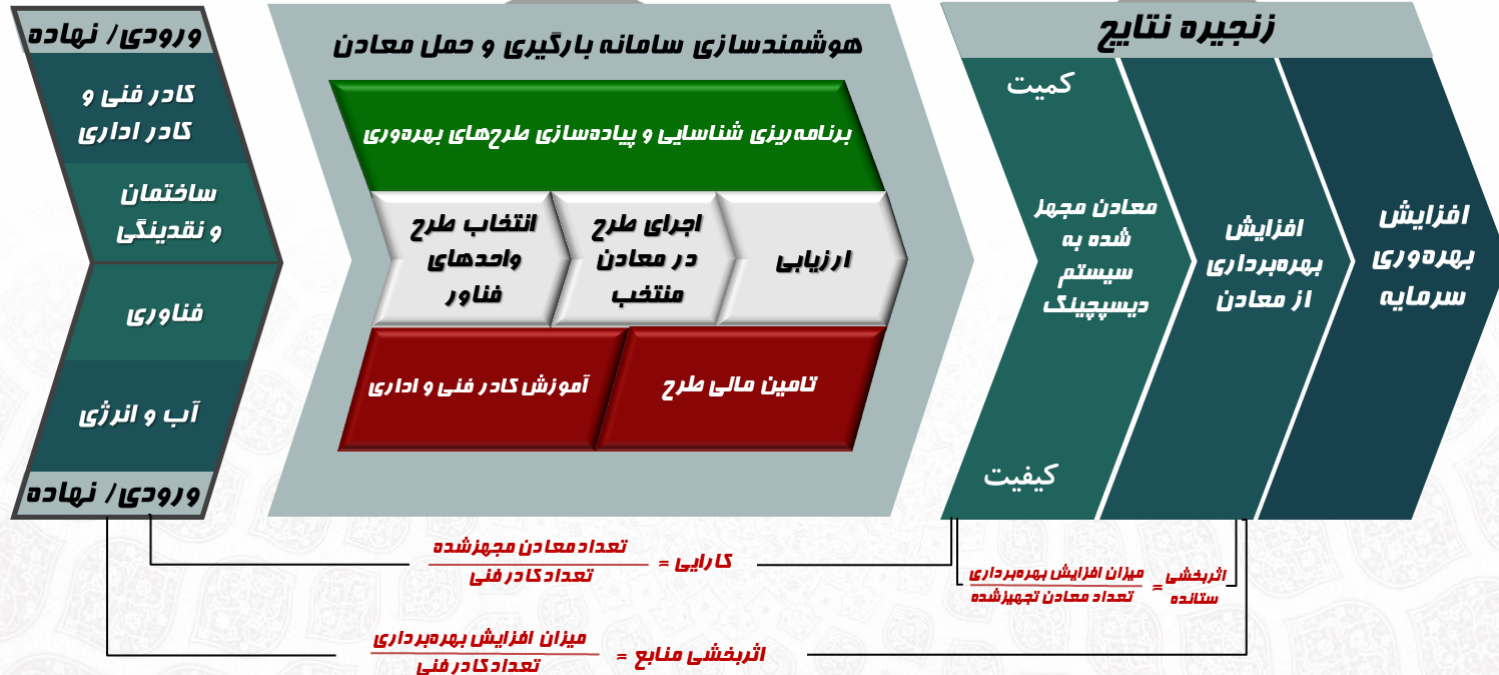 ورودی/ نهاده
کادر فنی و
کادر اداری
ساختمان
و نقدینگی
فناوری
آب و انرژی
ورودی/ نهاده
هوشمندسازی سامانه بارگیری و حمل معادن
برنامه‌ریزی شناسایی و پیاده‌سازی طرح‌های بهره‌وری
انتخاب طرح
واحدهای
فناور
اجرای طرح
در معادن
منتخب
ارزیابی
آموزش کادر فنی و اداری
تامین مالی طرح
زنجیره نتایج
کمیت
معادن مجهز
شده به
سیستم
دیسپچینگ
کیفیت
افزایش
بهره‌برداری
از معادن
افزایش
بهره‌وری
سرمایه
کارایی =
تعداد معادن مجهز شده
تعداد کادر فنی
اثربخشی
ستانده
=
میزان افزایش بهره‌برداری
تعداد معادن تجهیز شده
اثربخشی منابع =
میزان افزایش بهره‌برداری
تعداد کادر فنی